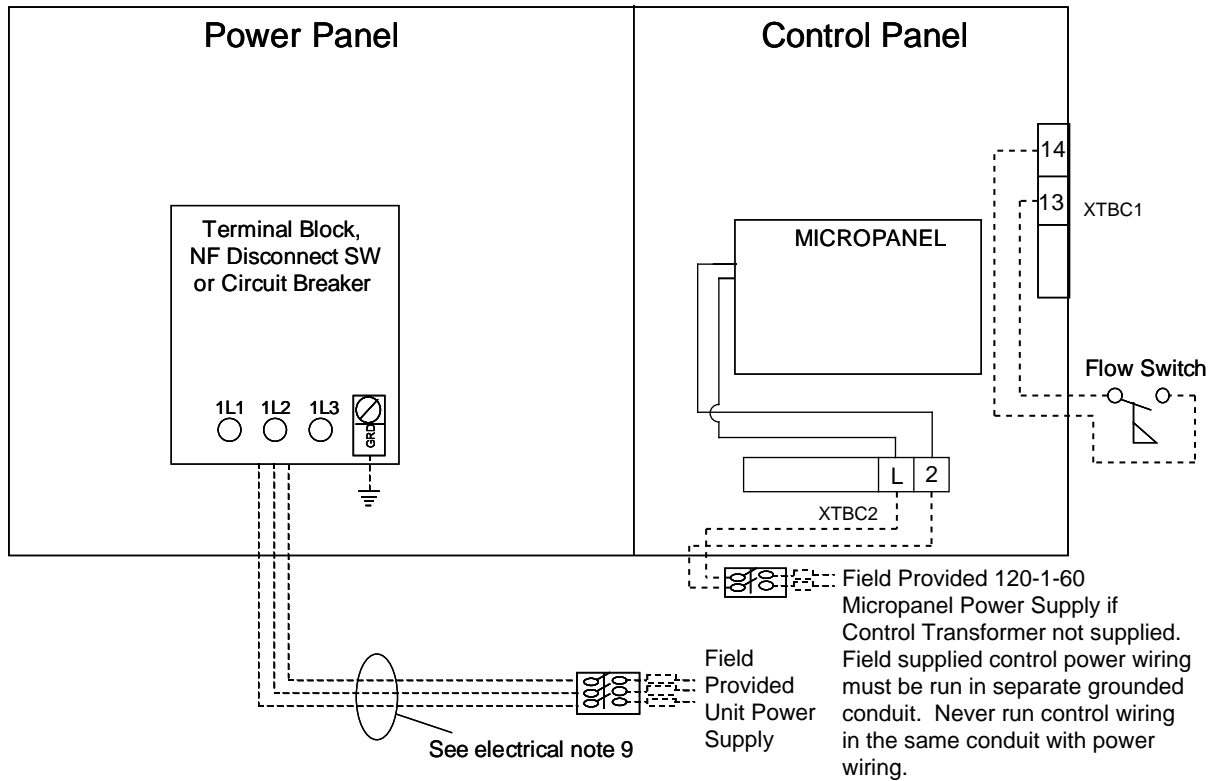 Power Panel
Control Panel
Terminal Block,
NF Disconnect SW
or Circuit Breaker
1L1 1L2 1L3
GRD
MICROPANEL
14
13
XTBC1
Flow Switch
L 2
XTBC2
Field Provided 120-1-60
Micropanel Power Supply if
Control Transformer not supplied.
Field supplied control power wiring
must be run in separate grounded
conduit. Never run control wiring
in the same conduit with power
wiring.
Field
Provided
Unit Power
Supply
See electrical note 9